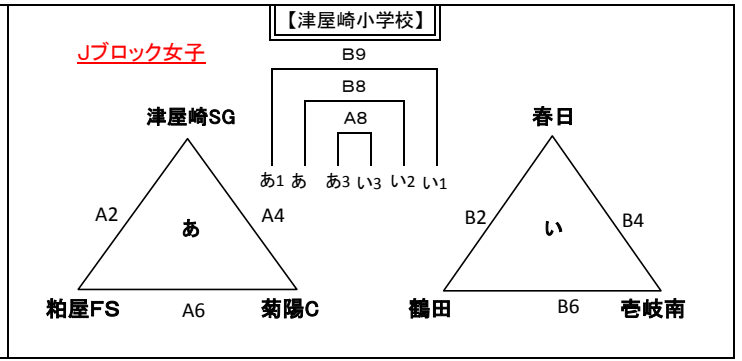 【津屋崎小学校】
Jブロック女子
B9
B8
A8
津屋崎SG
春日
あ1 あ あ3 い3 い2 い1
A2
あ
A4
B2
い
B4
粕屋FS
A6
菊陽C
鶴田
B6
壱岐南